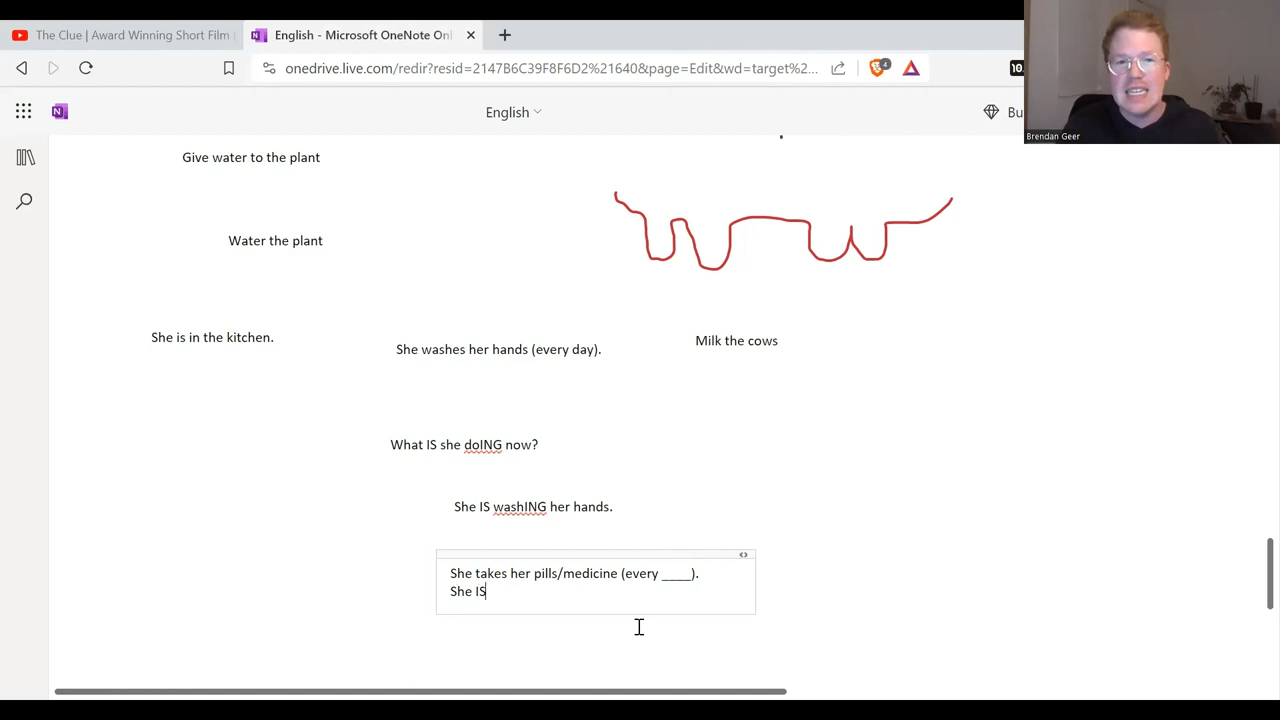 The Clue | Award Winning Short Film |
English - Microsoft OneNote Onl
onedrive.live.com/redir?resid=2147B6C39F8F6D2%21640&page=Edit&wd=target%2...
4
10
English
Bu
Brendan Geer
Give water to the plant
Water the plant
She is in the kitchen.
She washes her hands (every day).
Milk the cows
What IS she doING now?
She IS washING her hands.
She takes her pills/medicine (every ____).
She IS